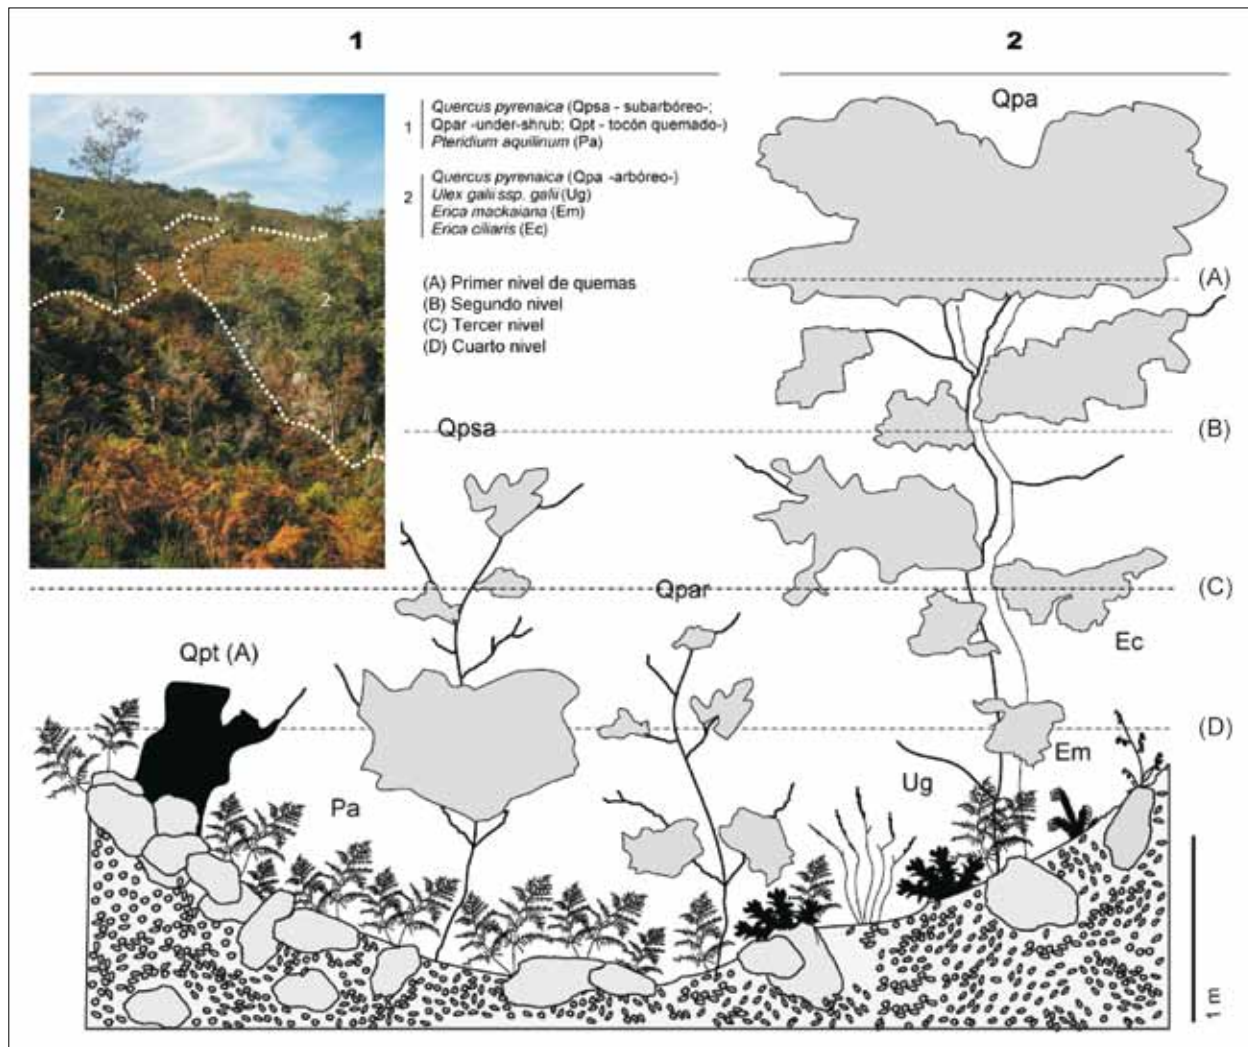 1
2
1
Quercus pyrenaica (Qpsa - subarbóreo-;
Qpar -under-shrub; Qpt - tocón quemado-)
Pteridium aquilinum (Pa)
2
Quercus pyrenaica (Qpa -arbóreo-)
Ulex galii ssp. galii (Ug)
Erica mackaiana (Em)
Erica ciliaris (Ec)
(A) Primer nivel de quemas
(B) Segundo nivel
(C) Tercer nivel
(D) Cuarto nivel
2
2
Qpa
(A)
Qpsa
(B)
Qpar
(C)
Qpt (A)
Ec
(D)
Em
Ug
Pa
1 m